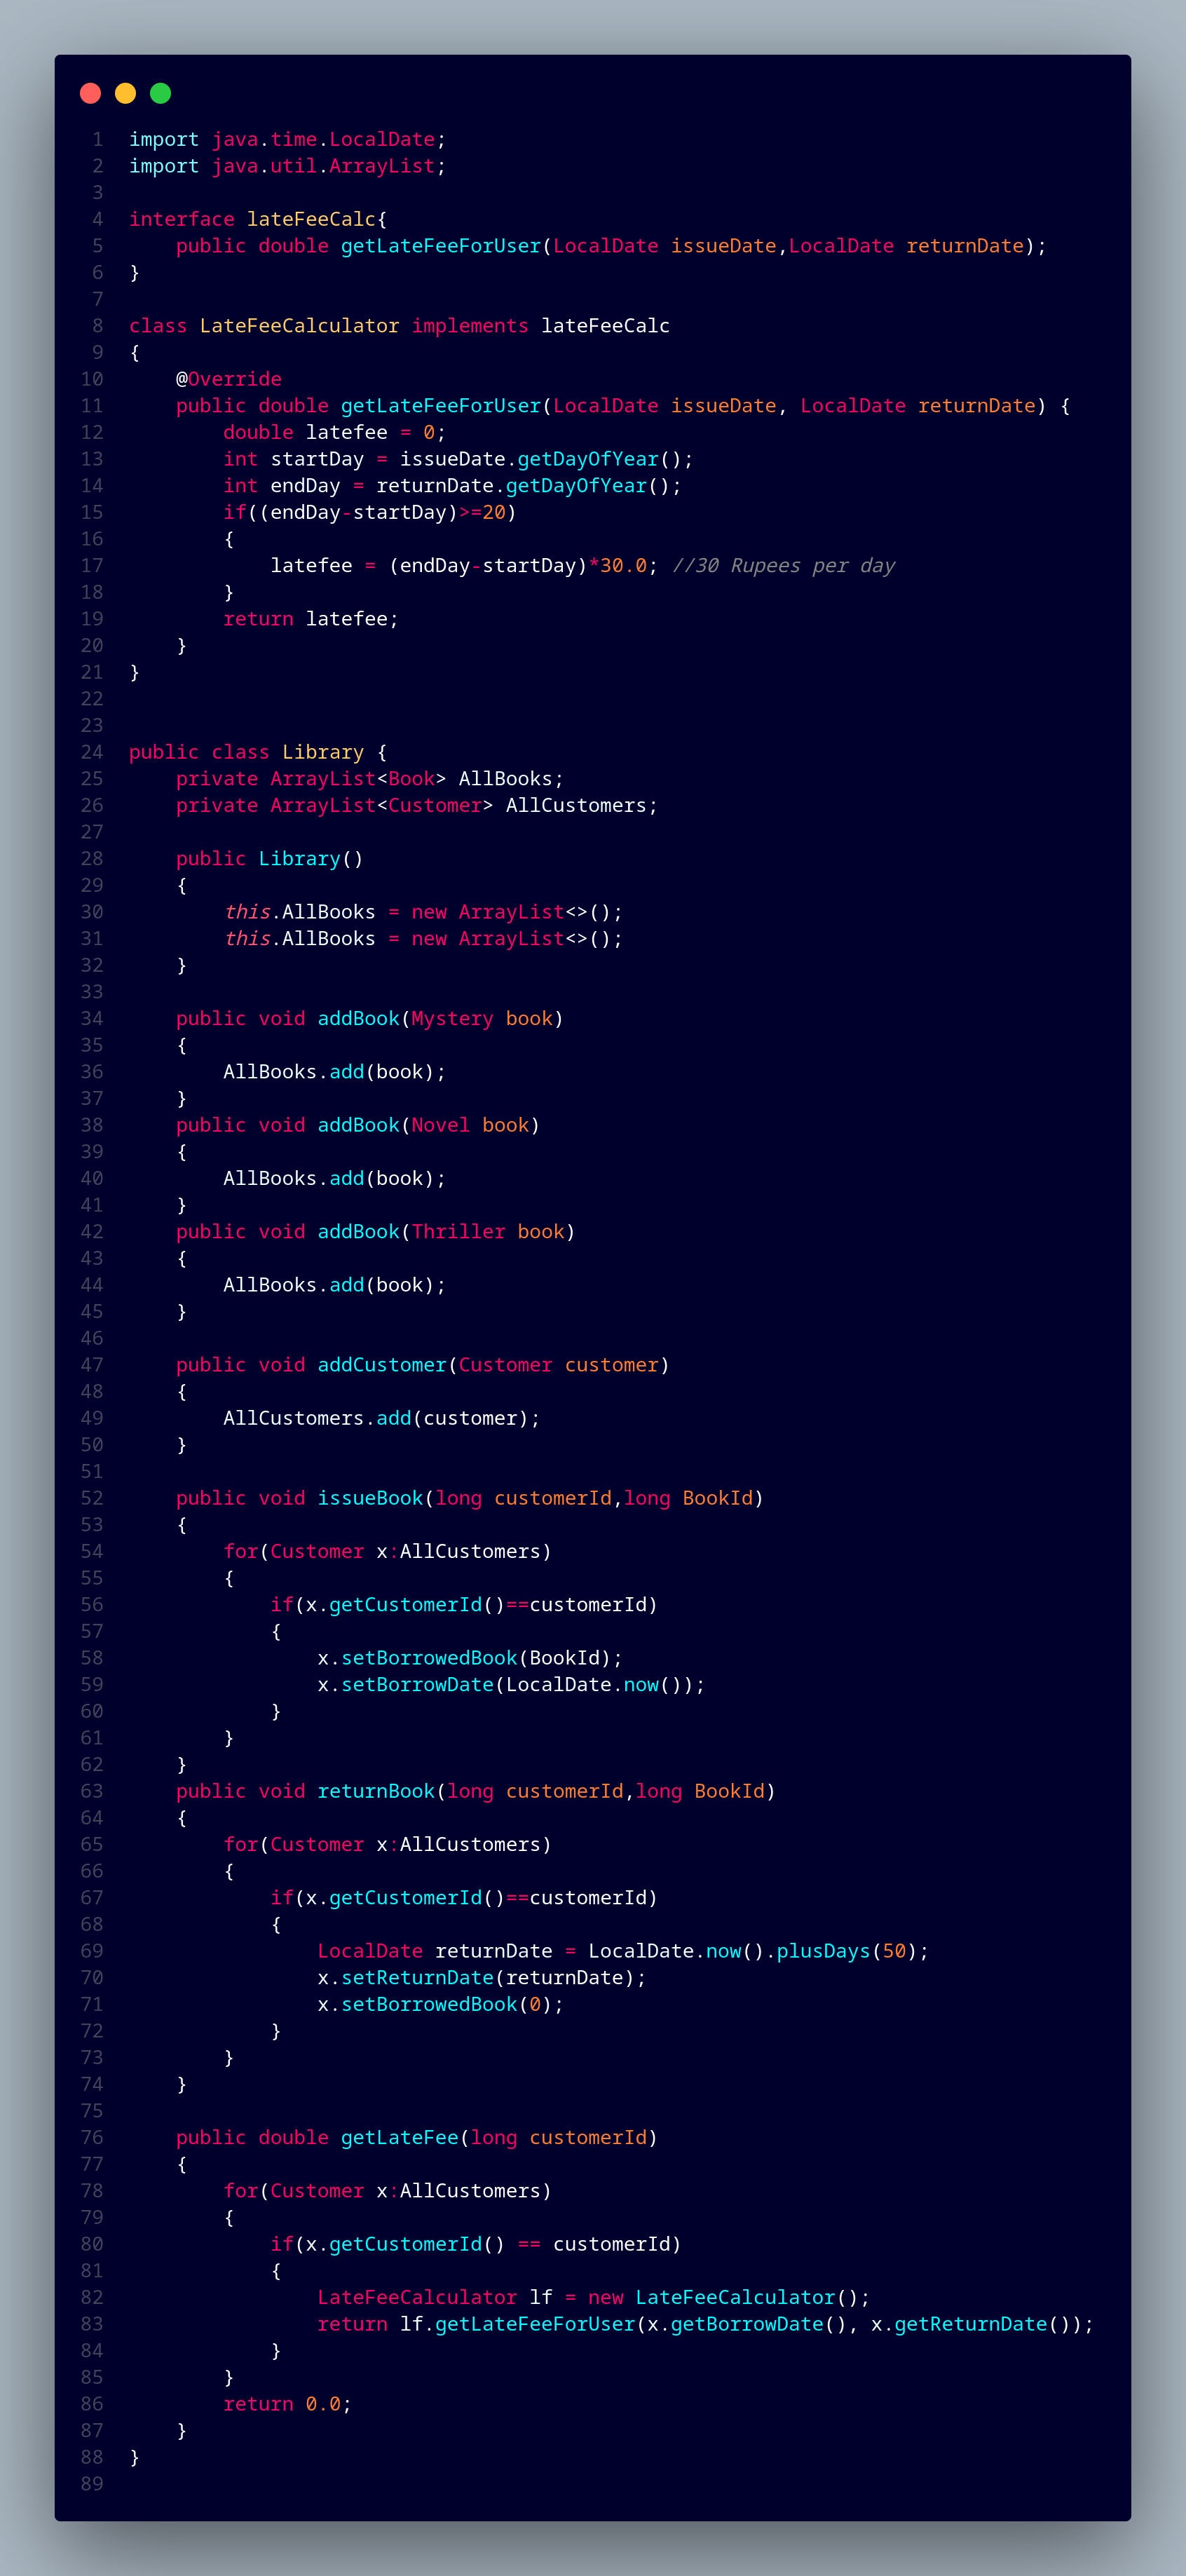 1 import java.time.LocalDate;
2 import java.util.ArrayList;
3
4 interface lateFeeCalc{
5     public double getLateFeeForUser(LocalDate issueDate,LocalDate returnDate);
6 }
7
8 class LateFeeCalculator implements lateFeeCalc
9 {
10     @Override
11     public double getLateFeeForUser(LocalDate issueDate, LocalDate returnDate) {
12         double latefee = 0;
13         int startDay = issueDate.getDayOfYear();
14         int endDay = returnDate.getDayOfYear();
15         if((endDay-startDay)>=20)
16         {
17             latefee = (endDay-startDay)*30.0; //30 Rupees per day
18         }
19         return latefee;
20     }
21 }
22
23
24 public class Library {
25     private ArrayList<Book> AllBooks;
26     private ArrayList<Customer> AllCustomers;
27
28     public Library()
29     {
30         this.AllBooks = new ArrayList<>();
31         this.AllBooks = new ArrayList<>();
32     }
33
34     public void addBook(Mystery book)
35     {
36         AllBooks.add(book);
37     }
38     public void addBook(Novel book)
39     {
40         AllBooks.add(book);
41     }
42     public void addBook(Thriller book)
43     {
44         AllBooks.add(book);
45     }
46
47     public void addCustomer(Customer customer)
48     {
49         AllCustomers.add(customer);
50     }
51
52     public void issueBook(long customerId,long BookId)
53     {
54         for(Customer x:AllCustomers)
55         {
56             if(x.getCustomerId()==customerId)
57             {
58                 x.setBorrowedBook(BookId);
59                 x.setBorrowDate(LocalDate.now());
60             }
61         }
62     }
63     public void returnBook(long customerId,long BookId)
64     {
65         for(Customer x:AllCustomers)
66         {
67             if(x.getCustomerId()==customerId)
68             {
69                 LocalDate returnDate = LocalDate.now().plusDays(50);
70                 x.setReturnDate(returnDate);
71                 x.setBorrowedBook(0);
72             }
73         }
74     }
75
76     public double getLateFee(long customerId)
77     {
78         for(Customer x:AllCustomers)
79         {
80             if(x.getCustomerId() == customerId)
81             {
82                 LateFeeCalculator lf = new LateFeeCalculator();
83                 return lf.getLateFeeForUser(x.getBorrowDate(), x.getReturnDate());
84             }
85         }
86         return 0.0;
87     }
88 }
89